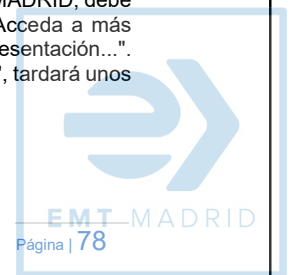 MADRID, debe
Acceda a más
esentación...".
", tardará unos
EMT MADRID
Página | 78